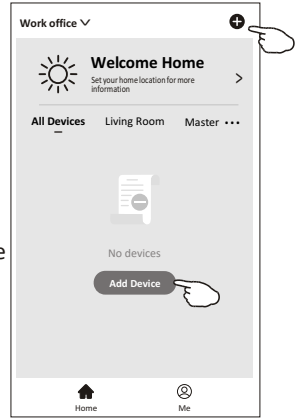 Work office
Welcome Home
Set your home location for more
information
All Devices Living Room Master
e
No devices
Add Device
Home Me